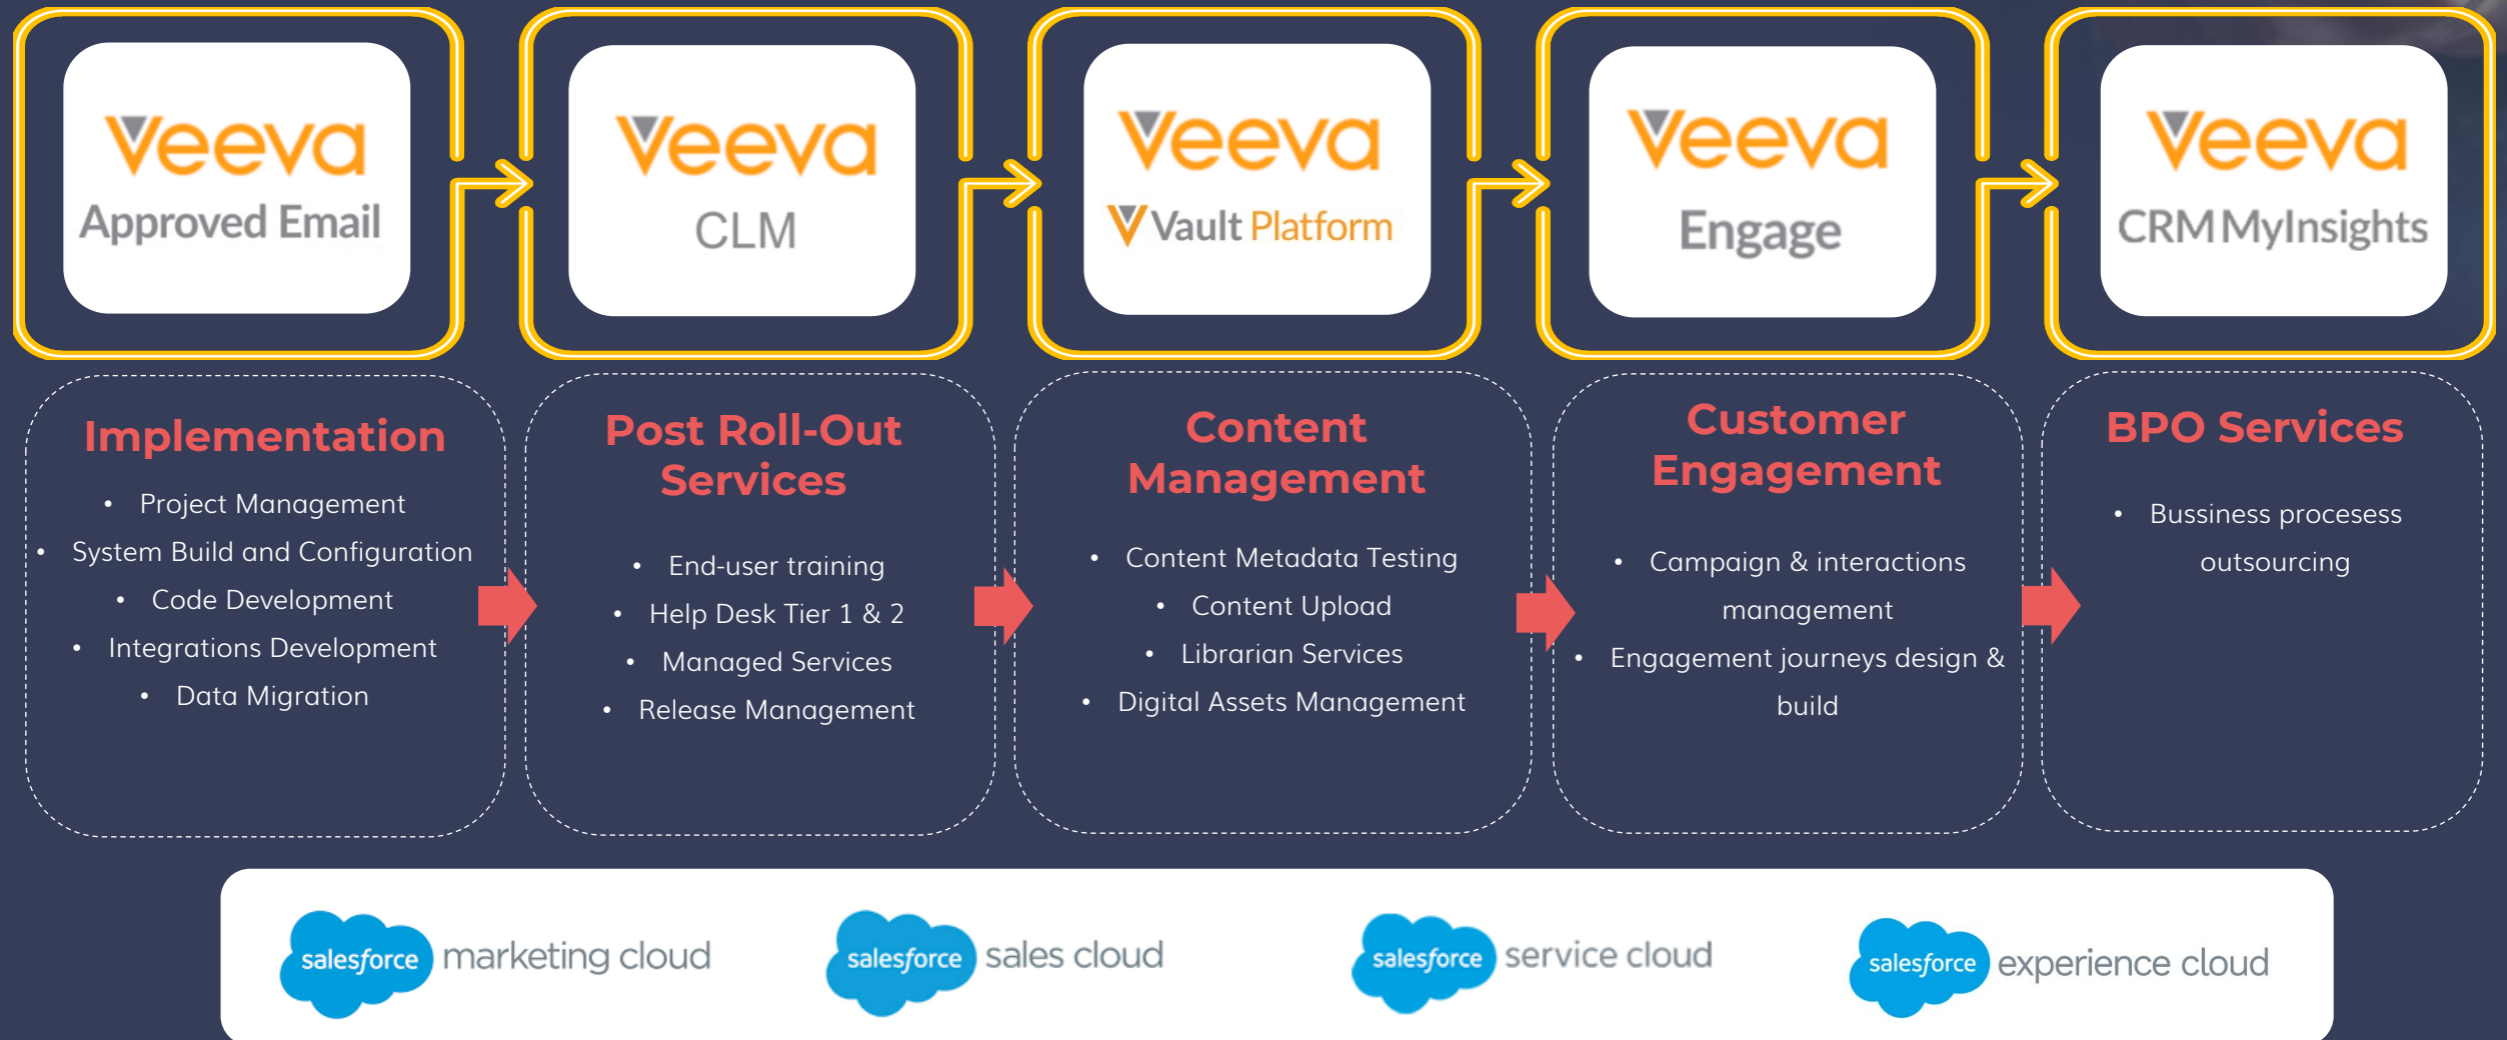 Veeva
Approved Email
Veeva
CLM
Veeva
Vault Platform
Veeva
Engage
Veeva
CRM MyInsights
Implementation
• Project Management
• System Build and Configuration
• Code Development
• Integrations Development
• Data Migration
Post Roll-Out
Services
• End-user training
• Help Desk Tier 1 & 2
• Managed Services
• Release Management
Content
Management
• Content Metadata Testing
• Content Upload
• Librarian Services
• Digital Assets Management
Customer
Engagement
• Campaign & interactions
management
• Engagement journeys design &
build
BPO Services
• Bussiness procesess
outsourcing
salesforce marketing cloud
salesforce sales cloud
salesforce service cloud
salesforce experience cloud